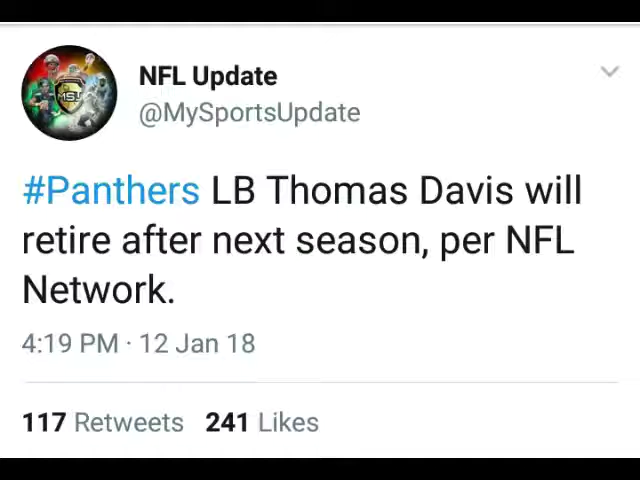 MSU
NFL Update
@MySportsUpdate
#Panthers LB Thomas Davis will
retire after next season, per NFL
Network.
4:19 PM · 12 Jan 18
117 Retweets 241 Likes